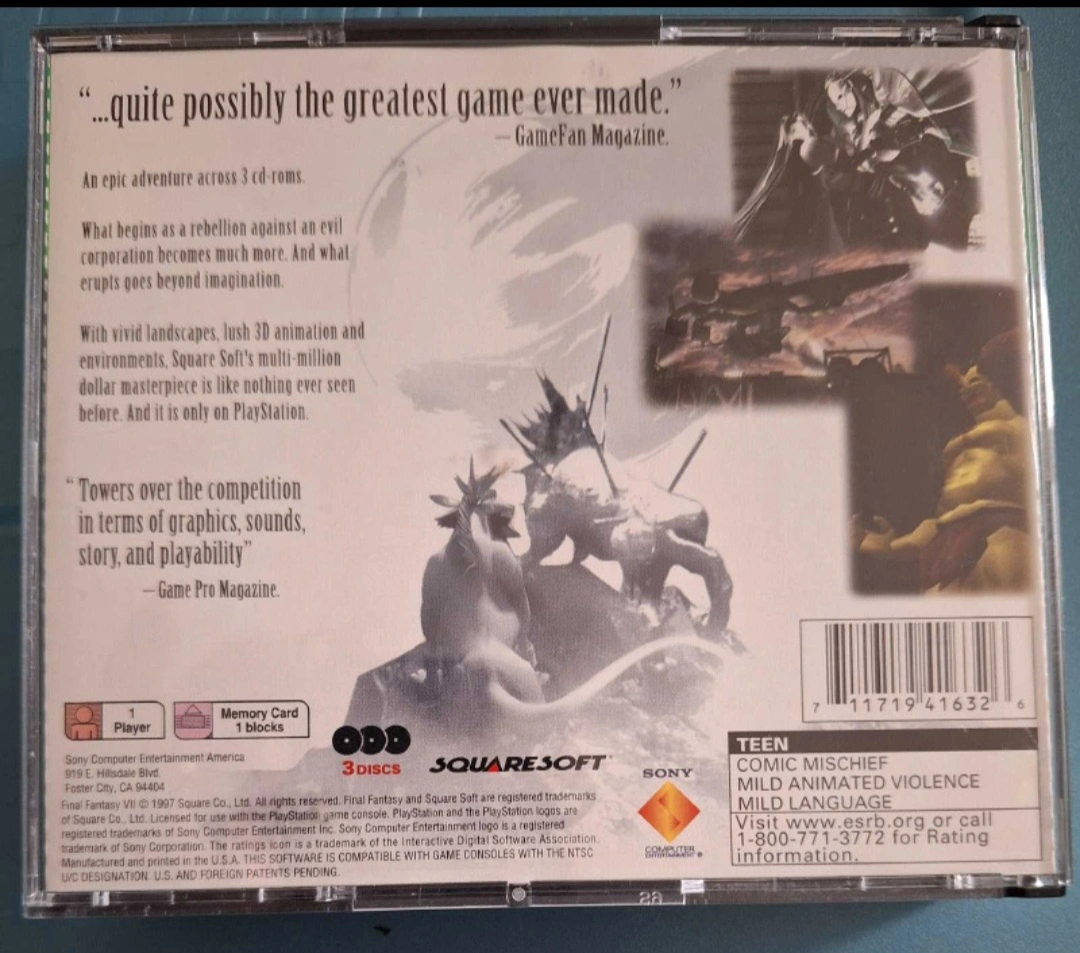 “...quite possibly the greatest game ever made.”
— GameFan Magazine.
An epic adventure across 3 cd-roms.
What begins as a rebellion against an evil
corporation becomes much more. And what
erupts goes beyond imagination.
With vivid landscapes, lush 3D animation and
environments, Square Soft's multi-million
dollar masterpiece is like nothing ever seen
before. And it is only on PlayStation.
“Towers over the competition
in terms of graphics, sounds,
story, and playability”
— Game Pro Magazine.
1
Player
Memory Card
1 blocks
3 DISCS
SQUARESOFT
SONY
COMPUTER
ENTERTAINMENT®
7 11719 41632 6
TEEN
COMIC MISCHIEF
MILD ANIMATED VIOLENCE
MILD LANGUAGE
Visit www.esrb.org or call
1-800-771-3772 for Rating
information.
Sony Computer Entertainment America
919 E. Hillsdale Blvd.
Foster City, CA 94404
Final Fantasy VII © 1997 Square Co., Ltd. All rights reserved. Final Fantasy and Square Soft are registered trademarks
of Square Co., Ltd. Licensed for use with the PlayStation game console. PlayStation and the PlayStation logos are
registered trademarks of Sony Computer Entertainment Inc. Sony Computer Entertainment logo is a registered
trademark of Sony Corporation. The ratings icon is a trademark of the Interactive Digital Software Association.
Manufactured and printed in the U.S.A. THIS SOFTWARE IS COMPATIBLE WITH GAME CONSOLES WITH THE NTSC
U/C DESIGNATION. U.S. AND FOREIGN PATENTS PENDING.